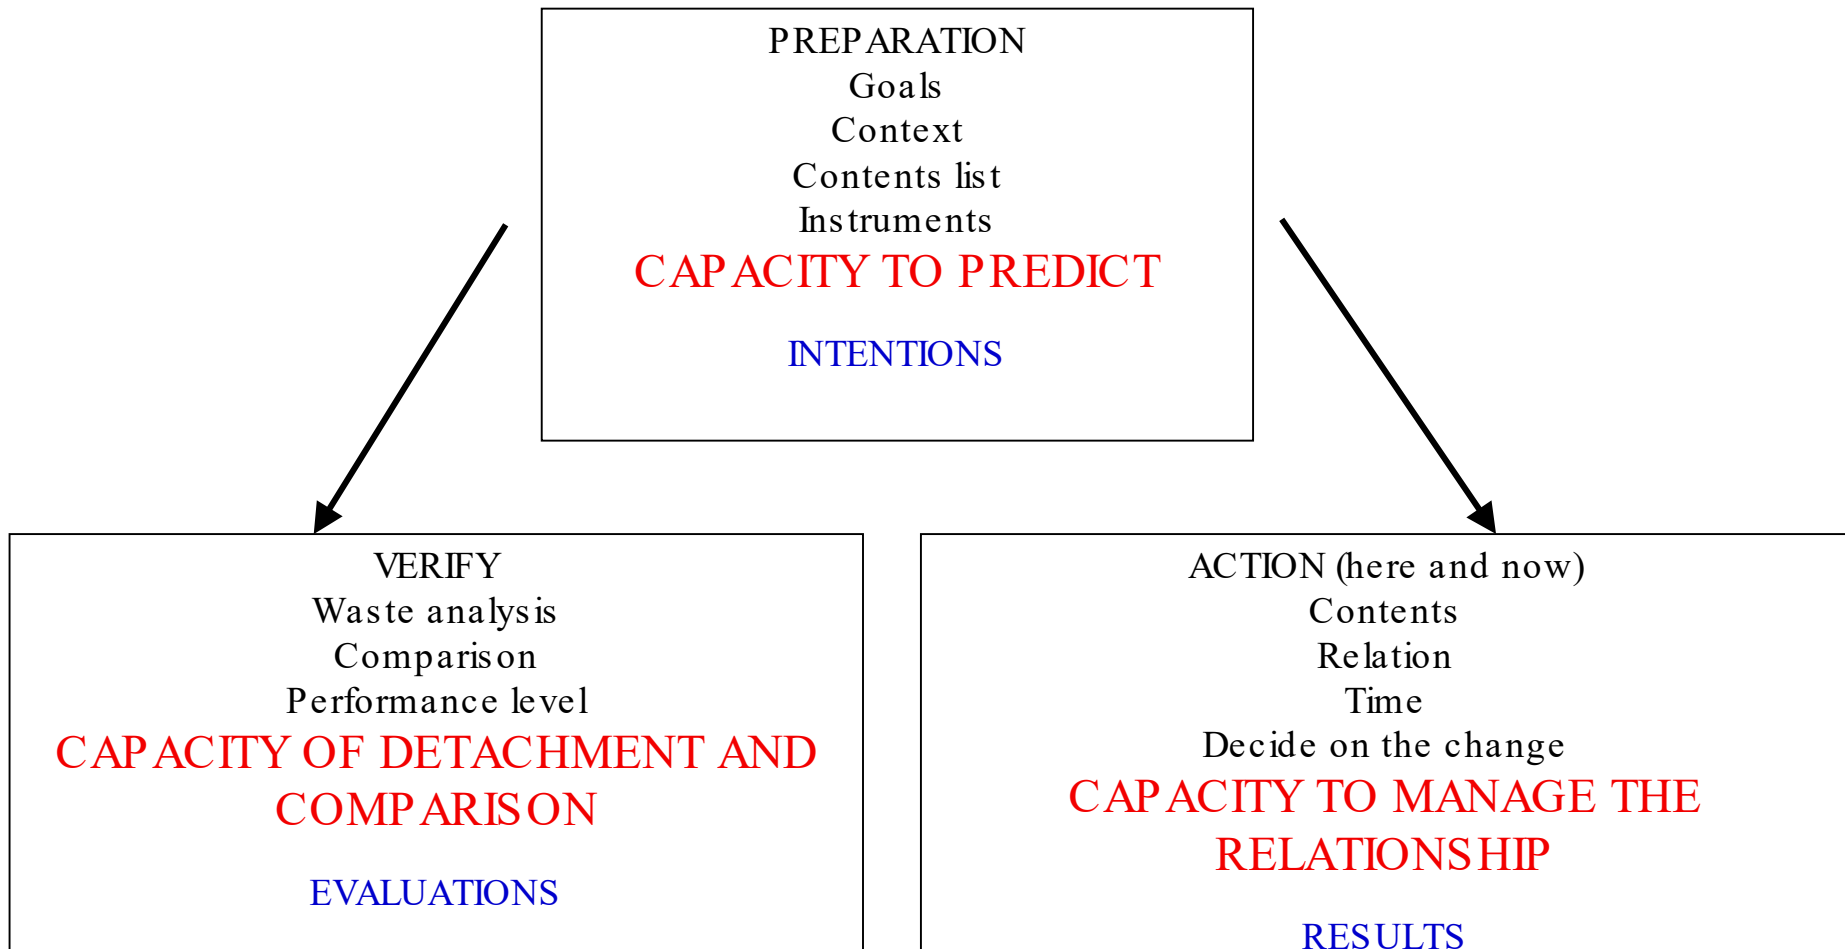 PREPARATION
Goals
Context
Contents list
Instruments
CAPACITY TO PREDICT
INTENTIONS
VERIFY
Waste analysis
Comparison
Performance level
CAPACITY OF DETACHMENT AND
COMPARISON
EVALUATIONS
ACTION (here and now)
Contents
Relation
Time
Decide on the change
CAPACITY TO MANAGE THE
RELATIONSHIP
RESULTS